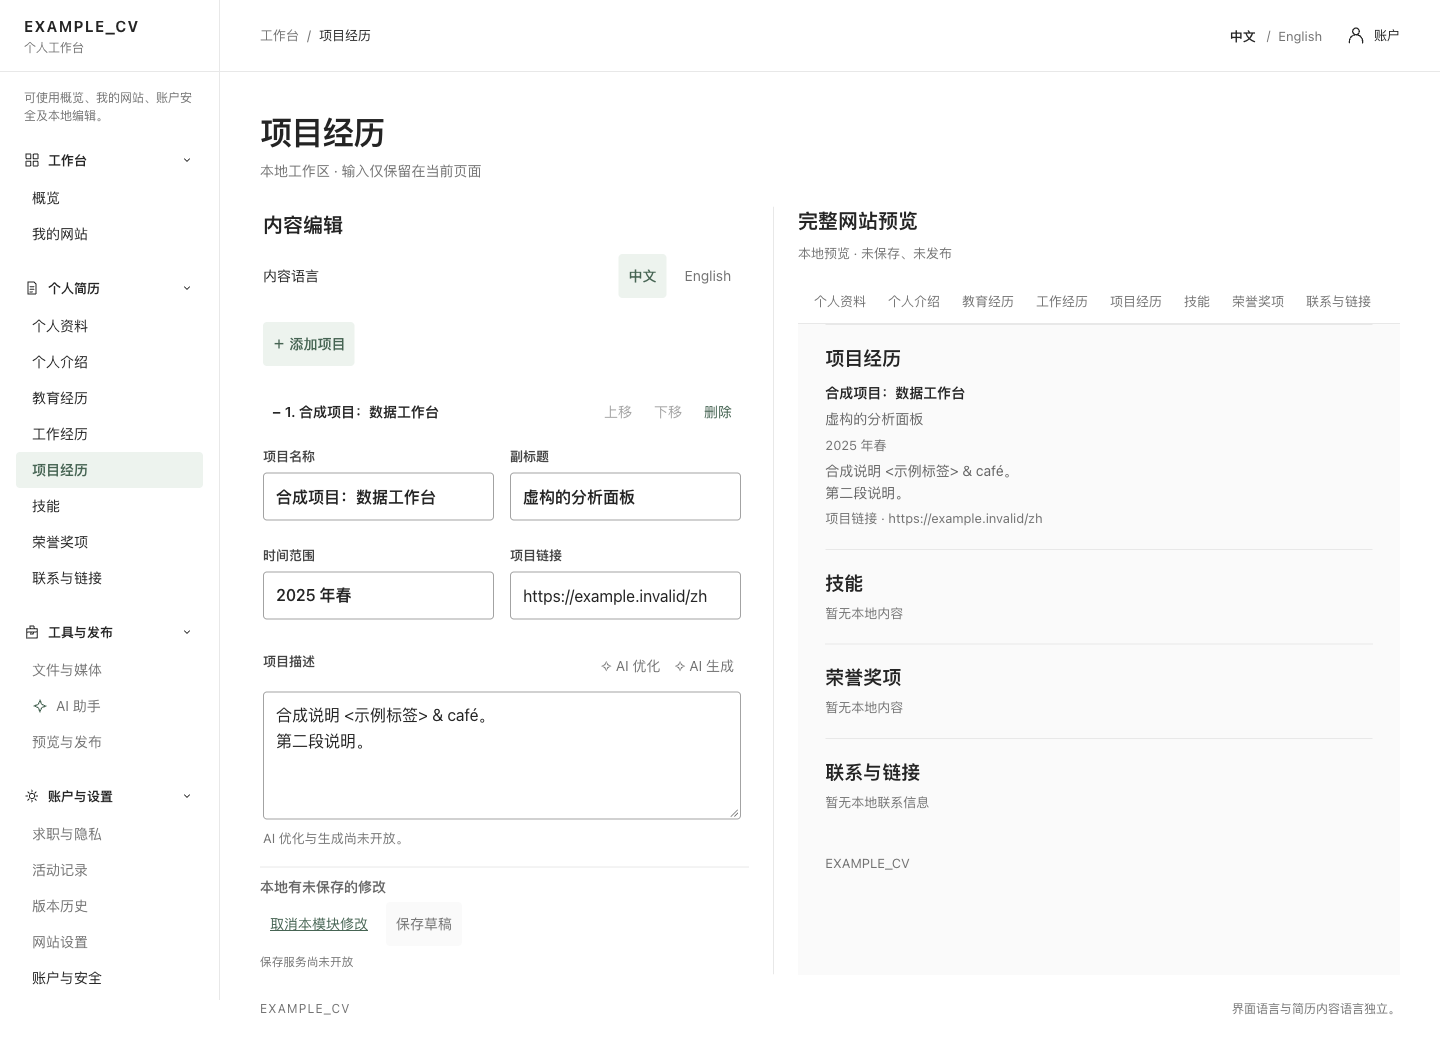 EXAMPLE_CV
个人工作台
可使用概览、我的网站、账户安
全及本地编辑。
工作台
概览
我的网站
个人简历
个人资料
个人介绍
教育经历
工作经历
项目经历
技能
荣誉奖项
联系与链接
工具与发布
文件与媒体
AI 助手
预览与发布
账户与设置
求职与隐私
活动记录
版本历史
网站设置
账户与安全
工作台 / 项目经历
中文 / English
账户
项目经历
本地工作区 · 输入仅保留在当前页面
内容编辑
内容语言
中文
English
+ 添加项目
– 1. 合成项目：数据工作台
上移
下移
删除
项目名称
合成项目：数据工作台
副标题
虚构的分析面板
时间范围
2025 年春
项目链接
https://example.invalid/zh
项目描述
AI 优化
AI 生成
合成说明 <示例标签> & café。
第二段说明。
AI 优化与生成尚未开放。
本地有未保存的修改
取消本模块修改
保存草稿
保存服务尚未开放
完整网站预览
本地预览 · 未保存、未发布
个人资料
个人介绍
教育经历
工作经历
项目经历
技能
荣誉奖项
联系与链接
项目经历
合成项目：数据工作台
虚构的分析面板
2025 年春
合成说明 <示例标签> & café。
第二段说明。
项目链接 · https://example.invalid/zh
技能
暂无本地内容
荣誉奖项
暂无本地内容
联系与链接
暂无本地联系信息
EXAMPLE_CV
EXAMPLE_CV
界面语言与简历内容语言独立。